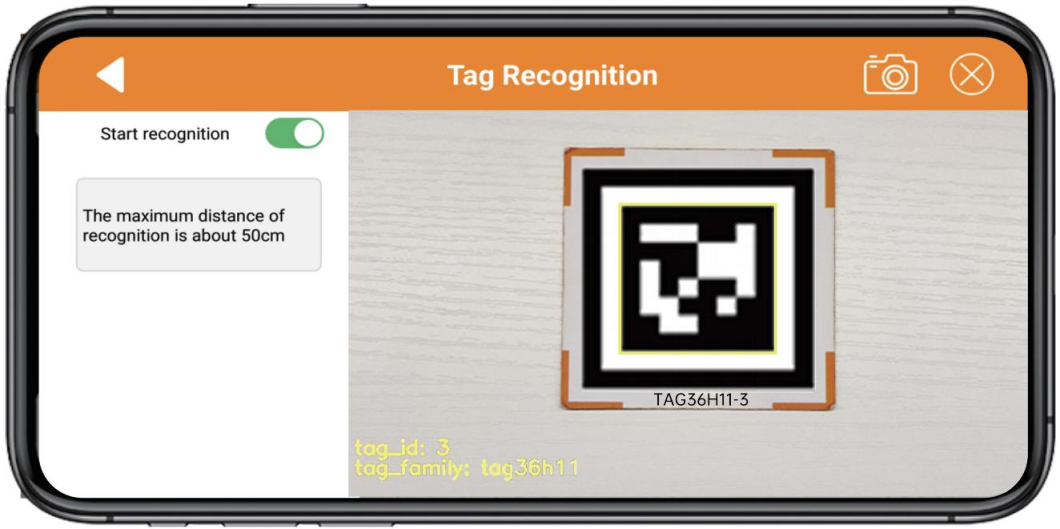 Tag Recognition
Start recognition
The maximum distance of
recognition is about 50cm
TAG36H11-3
tag_id: 3
tag_family: tag36h11